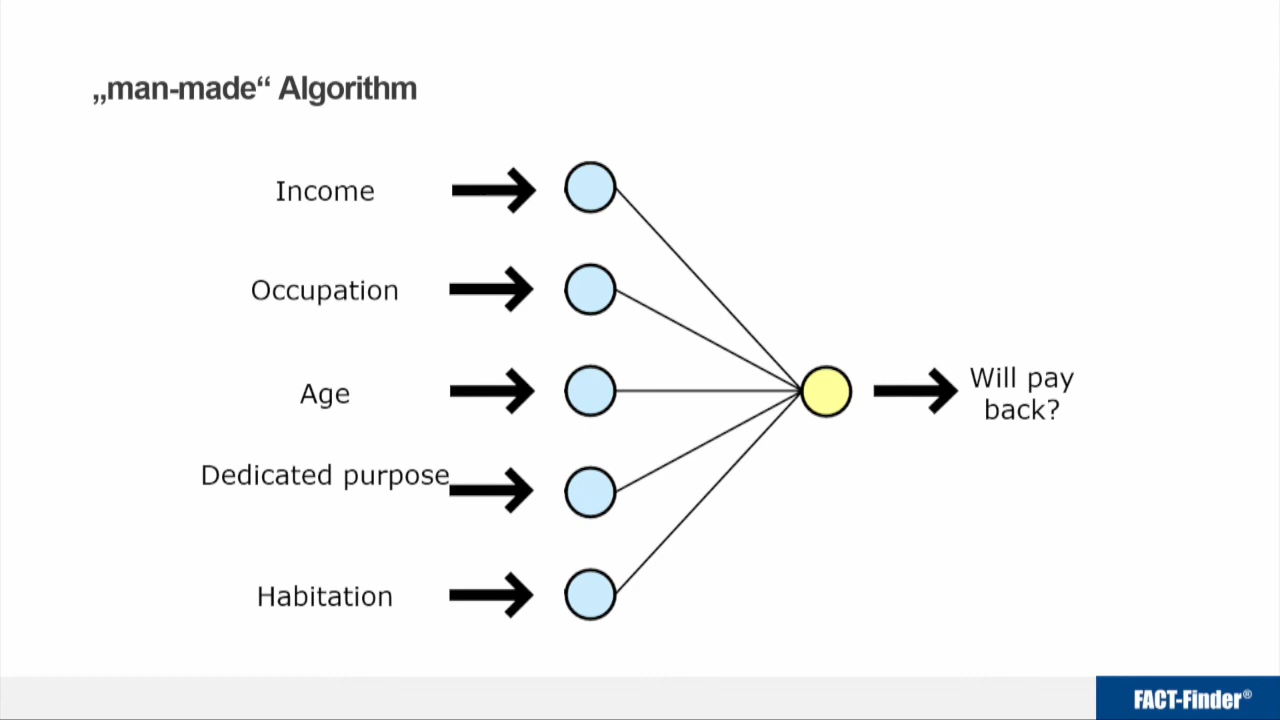 „man-made“ Algorithm
Income
Occupation
Age
Dedicated purpose
Habitation
Will pay
back?
FACT-Finder®